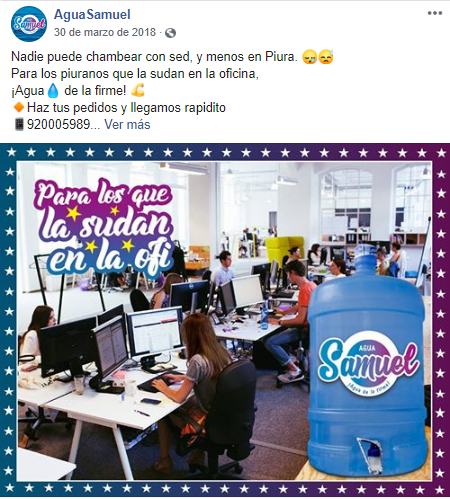 AguaSamuel
30 de marzo de 2018 ·
Nadie puede chambear con sed, y menos en Piura. 😪😴
Para los piuranos que la sudan en la oficina,
¡Agua💧 de la firme! 💪
🔸Haz tus pedidos y llegamos rapidito
📱920005989... Ver más
Para los que
la sudan
en la ofi
AGUA
SAMUEL
¡Agua de la firme!